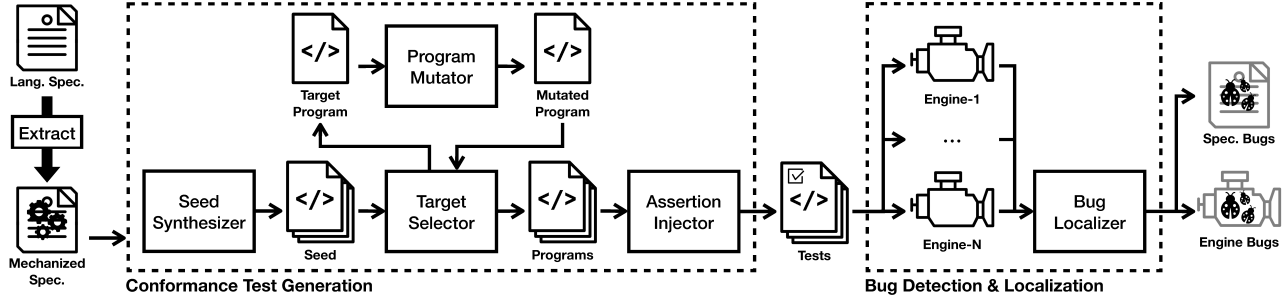 Lang. Spec.
Extract
Mechanized
Spec.
</>
Target
Program
Program
Mutator
</>
Mutated
Program
Seed
Synthesizer
</>
Seed
Target
Selector
</>
Programs
Assertion
Injector
Conformance Test Generation
</>
Tests
Engine-1
...
Engine-N
Bug
Localizer
Bug Detection & Localization
Spec. Bugs
Engine Bugs